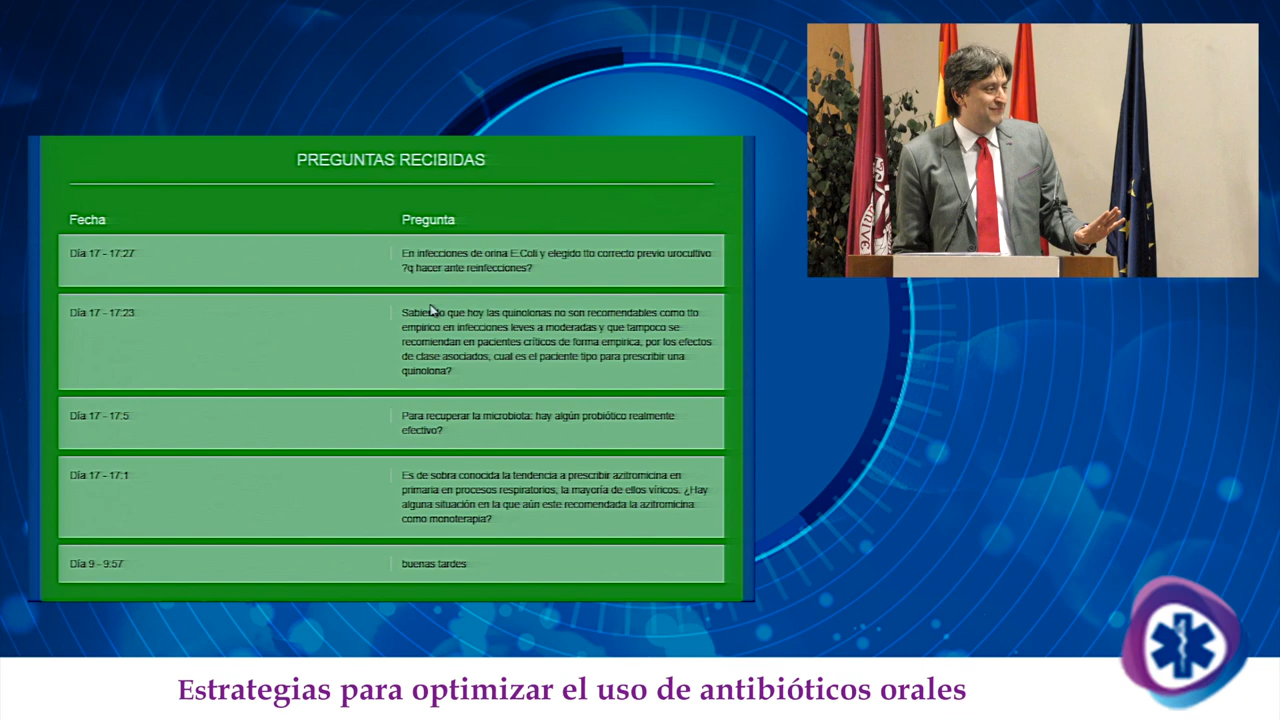 PREGUNTAS RECIBIDAS
Fecha
Pregunta
Día 17 - 17:27
En infecciones de orina E.Coli y elegido tto correcto previo urocultivo
?q hacer ante reinfecciones?
Día 17 - 17:23
que hoy las quinolonas no son recomendables como tto
empírico en infecciones leves a moderadas y que tampoco se
recomiendan en pacientes críticos de forma empírica, por los efectos
de clase asociados, cual es el paciente tipo para prescribir una
quinolona?
Día 17 - 17:5
Para recuperar la microbiota: hay algún probiótico realmente
efectivo?
Día 17 - 17:1
Es de sobra conocida la tendencia a prescribir azitromicina en
primaria en procesos respiratorios, la mayoría de ellos víricos. ¿Hay
alguna situación en la que aún este recomendada la azitromicina
como monoterapia?
Día 9 - 9:57
buenas tardes
Estrategias para optimizar el uso de antibióticos orales